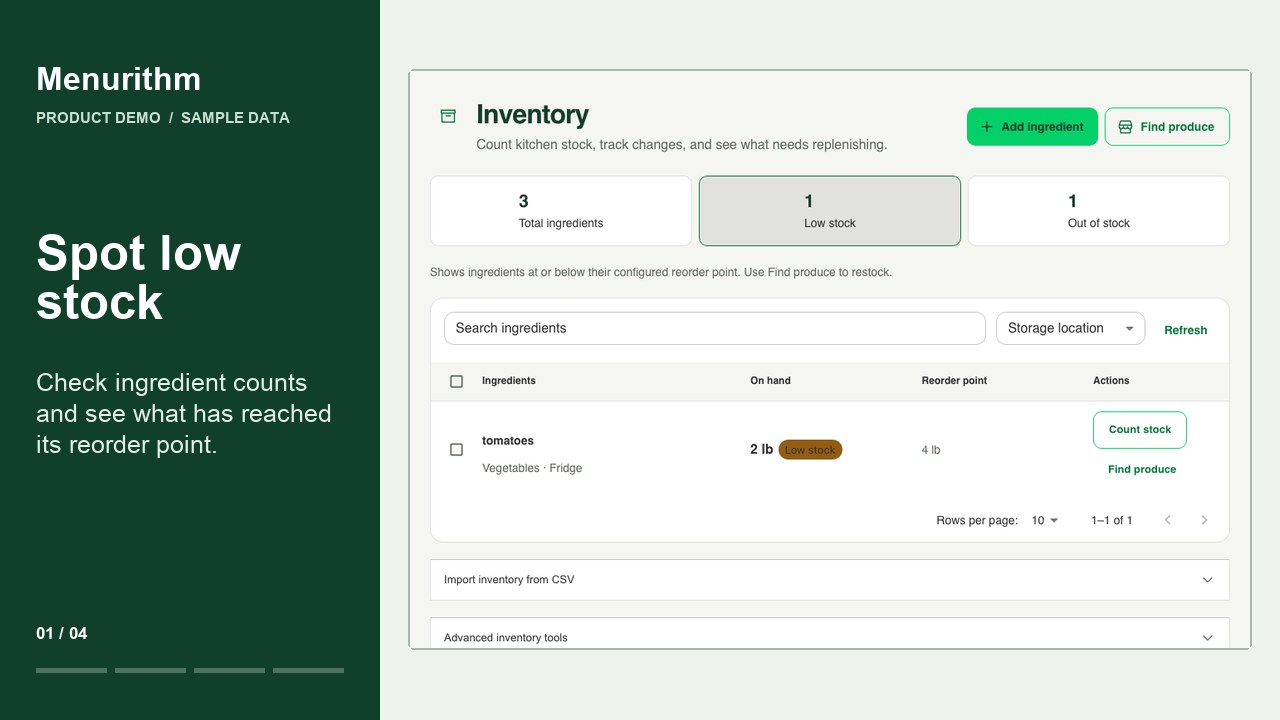 Menurithm
PRODUCT DEMO / SAMPLE DATA
Spot low
stock
Check ingredient counts
and see what has reached
its reorder point.
01 / 04
Inventory
Count kitchen stock, track changes, and see what needs replenishing.
Add ingredient
Find produce
3
Total ingredients
1
Low stock
1
Out of stock
Shows ingredients at or below their configured reorder point. Use Find produce to restock.
Search ingredients
Storage location
Refresh
Ingredients On hand Reorder point Actions
tomatoes
Vegetables · Fridge
2 lb Low stock
4 lb
Count stock
Find produce
Rows per page: 10 1–1 of 1
Import inventory from CSV
Advanced inventory tools